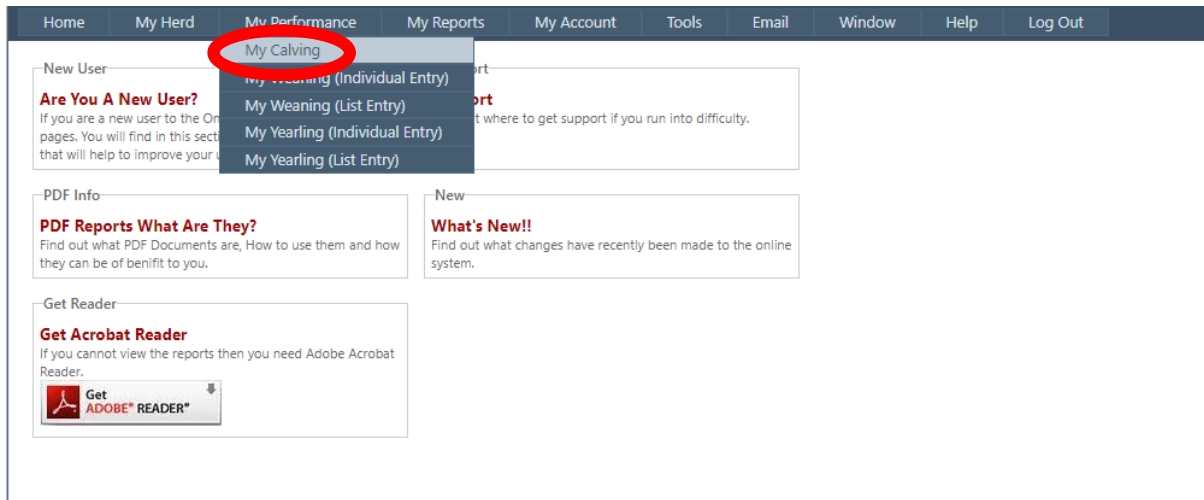 Home My Herd My Performance My Reports My Account Tools Email Window Help Log Out
My Calving
My Weaning (Individual Entry)
My Weaning (List Entry)
My Yearling (Individual Entry)
My Yearling (List Entry)
New User
Are You A New User?
If you are a new user to the On
pages. You will find in this secti
that will help to improve your u
ort
ort
t where to get support if you run into difficulty.
PDF Info
PDF Reports What Are They?
Find out what PDF Documents are, How to use them and how
they can be of benifit to you.
New
What's New!!
Find out what changes have recently been made to the online
system.
Get Reader
Get Acrobat Reader
If you cannot view the reports then you need Adobe Acrobat
Reader.
Get
ADOBE® READER®